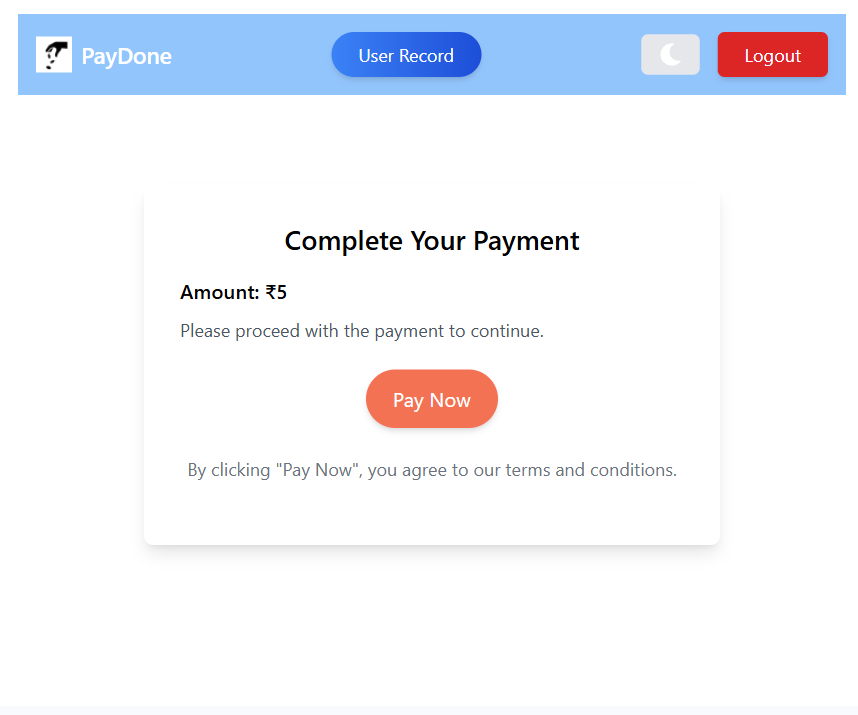 PayDone
User Record
Logout
Complete Your Payment
Amount: ₹5
Please proceed with the payment to continue.
Pay Now
By clicking "Pay Now", you agree to our terms and conditions.